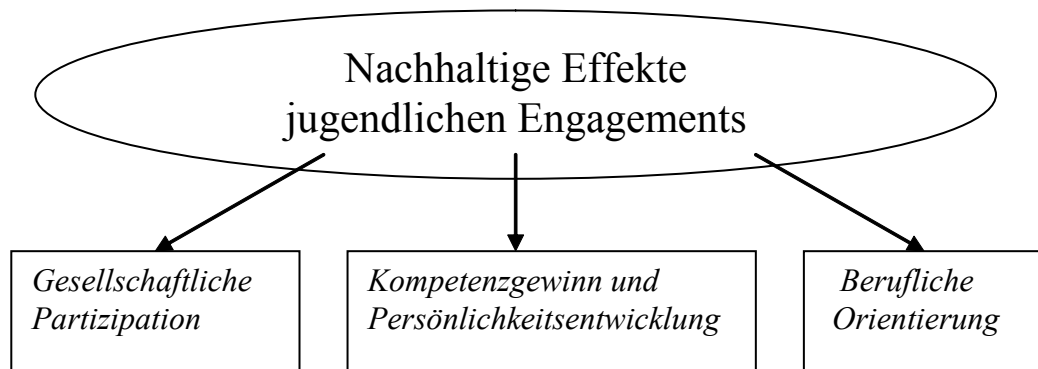 Nachhaltige Effekte
jugendlichen Engagements
Gesellschaftliche
Partizipation
Kompetenzgewinn und
Persönlichkeitsentwicklung
Berufliche
Orientierung